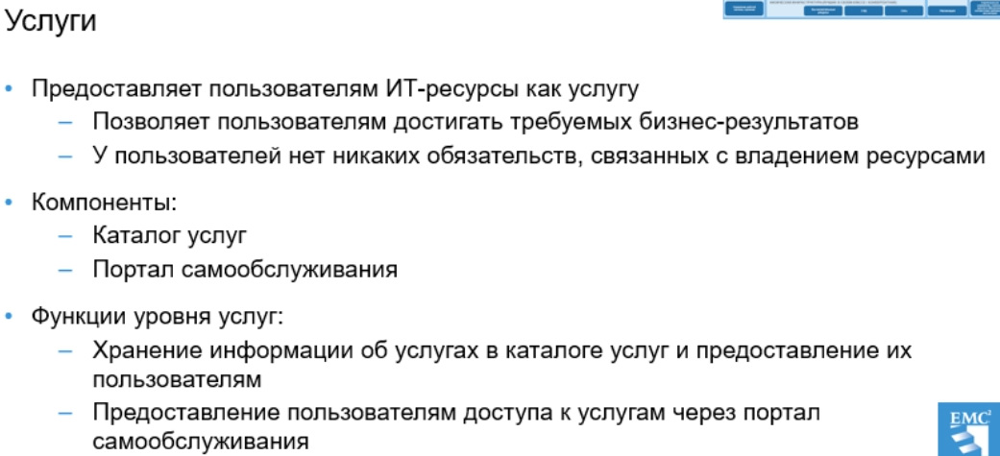 Услуги
• Предоставляет пользователям ИТ-ресурсы как услугу
– Позволяет пользователям достигать требуемых бизнес-результатов
– У пользователей нет никаких обязательств, связанных с владением ресурсами
• Компоненты:
– Каталог услуг
– Портал самообслуживания
• Функции уровня услуг:
– Хранение информации об услугах в каталоге услуг и предоставление их
пользователям
– Предоставление пользователям доступа к услугам через портал
самообслуживания
EMC²